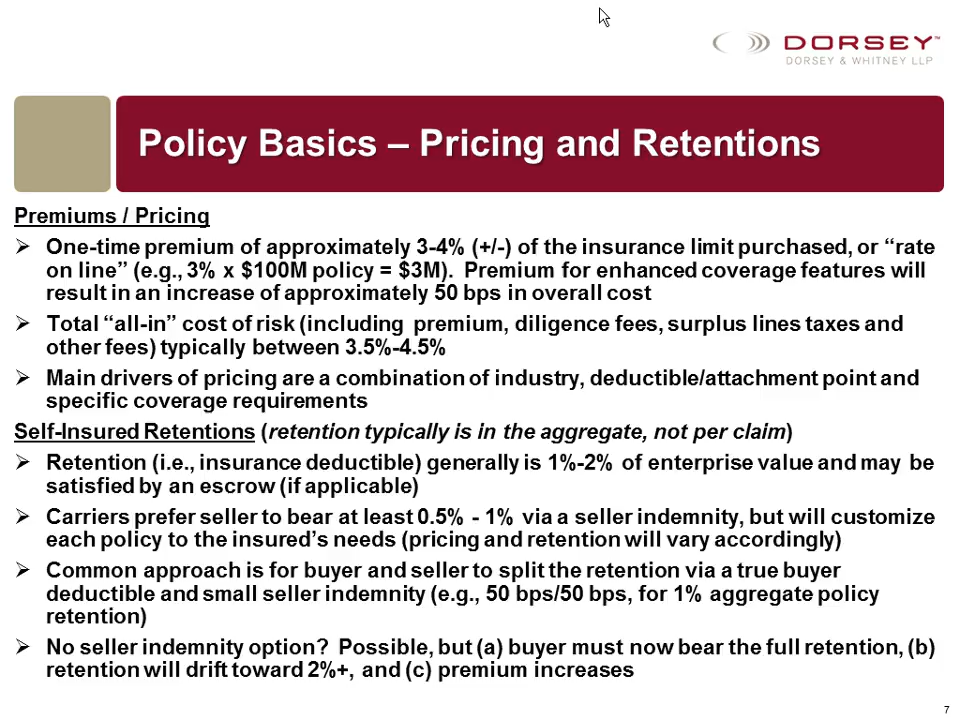 DORSEY™
DORSEY & WHITNEY LLP
Policy Basics – Pricing and Retentions
Premiums / Pricing
➢ One-time premium of approximately 3-4% (+/-) of the insurance limit purchased, or “rate
on line” (e.g., 3% x $100M policy = $3M).  Premium for enhanced coverage features will
result in an increase of approximately 50 bps in overall cost
➢ Total “all-in” cost of risk (including  premium, diligence fees, surplus lines taxes and
other fees) typically between 3.5%-4.5%
➢ Main drivers of pricing are a combination of industry, deductible/attachment point and
specific coverage requirements
Self-Insured Retentions (retention typically is in the aggregate, not per claim)
➢ Retention (i.e., insurance deductible) generally is 1%-2% of enterprise value and may be
satisfied by an escrow (if applicable)
➢ Carriers prefer seller to bear at least 0.5% - 1% via a seller indemnity, but will customize
each policy to the insured’s needs (pricing and retention will vary accordingly)
➢ Common approach is for buyer and seller to split the retention via a true buyer
deductible and small seller indemnity (e.g., 50 bps/50 bps, for 1% aggregate policy
retention)
➢ No seller indemnity option?  Possible, but (a) buyer must now bear the full retention, (b)
retention will drift toward 2%+, and (c) premium increases
7